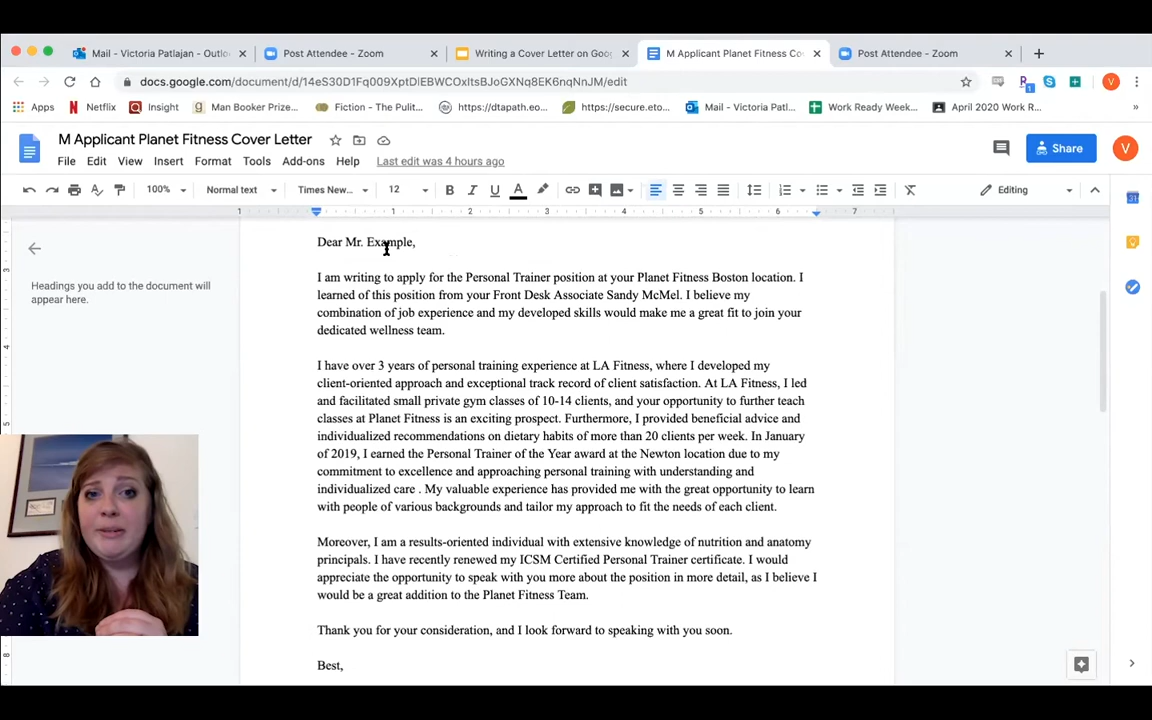 Mail - Victoria Patlajan - Outlo
Post Attendee - Zoom
Writing a Cover Letter on Goog
M Applicant Planet Fitness Co
Post Attendee - Zoom
docs.google.com/document/d/14eS30D1Fq009XptDlEBWCOxItsBJoGXNq8EK6nqNnJM/edit
Apps
Netflix
Insight
Man Booker Prize...
Fiction - The Pulit...
https://dtapath.eo...
https://secure.eto...
Mail - Victoria Patl...
Work Ready Week...
April 2020 Work R...
»
M Applicant Planet Fitness Cover Letter
File Edit View Insert Format Tools Add-ons Help Last edit was 4 hours ago
Share
V
100% Normal text Times New... 12 B I U A Editing
1 1 2 3 4 5 6 7
Headings you add to the document will
appear here.
Dear Mr. Example,
I am writing to apply for the Personal Trainer position at your Planet Fitness Boston location. I
learned of this position from your Front Desk Associate Sandy McMel. I believe my
combination of job experience and my developed skills would make me a great fit to join your
dedicated wellness team.
I have over 3 years of personal training experience at LA Fitness, where I developed my
client-oriented approach and exceptional track record of client satisfaction. At LA Fitness, I led
and facilitated small private gym classes of 10-14 clients, and your opportunity to further teach
classes at Planet Fitness is an exciting prospect. Furthermore, I provided beneficial advice and
individualized recommendations on dietary habits of more than 20 clients per week. In January
of 2019, I earned the Personal Trainer of the Year award at the Newton location due to my
commitment to excellence and approaching personal training with understanding and
individualized care . My valuable experience has provided me with the great opportunity to learn
with people of various backgrounds and tailor my approach to fit the needs of each client.
Moreover, I am a results-oriented individual with extensive knowledge of nutrition and anatomy
principals. I have recently renewed my ICSM Certified Personal Trainer certificate. I would
appreciate the opportunity to speak with you more about the position in more detail, as I believe I
would be a great addition to the Planet Fitness Team.
Thank you for your consideration, and I look forward to speaking with you soon.
Best,